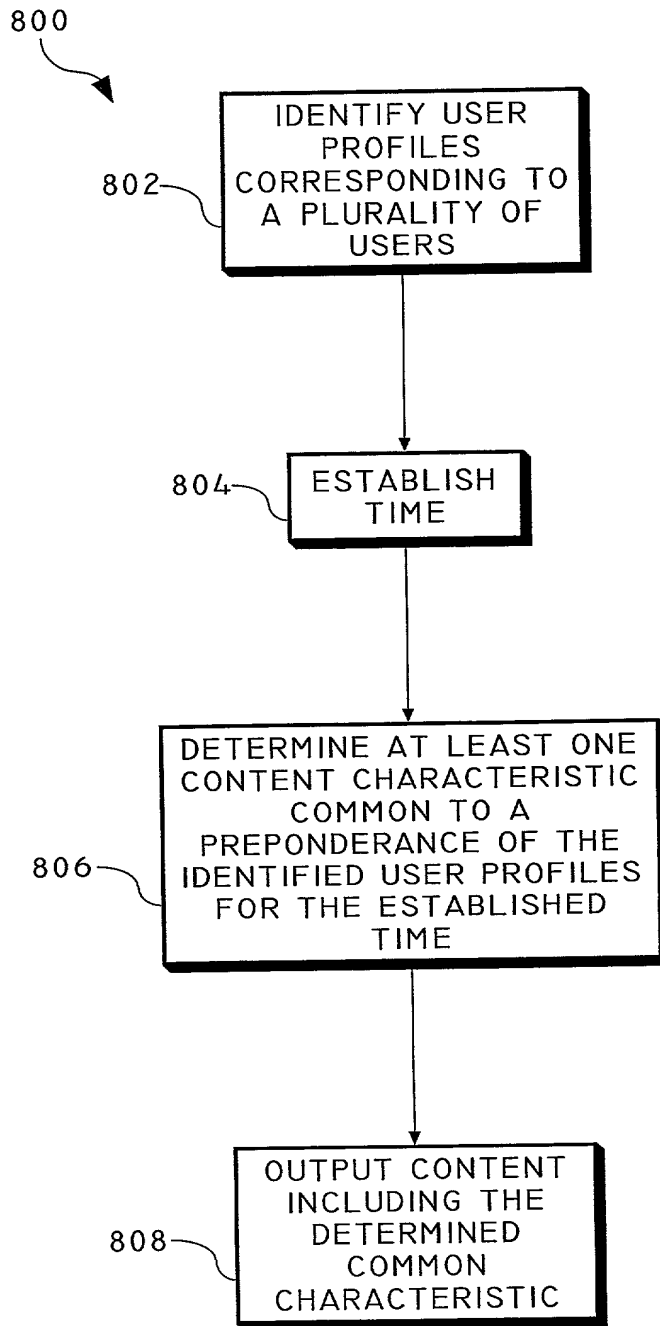 800
IDENTIFY USER
PROFILES
CORRESPONDING TO
A PLURALITY OF
USERS
802
ESTABLISH
TIME
804
DETERMINE AT LEAST ONE
CONTENT CHARACTERISTIC
COMMON TO A
PREPONDERANCE OF THE
IDENTIFIED USER PROFILES
FOR THE ESTABLISHED
TIME
806
OUTPUT CONTENT
INCLUDING THE
DETERMINED
COMMON
CHARACTERISTIC
808